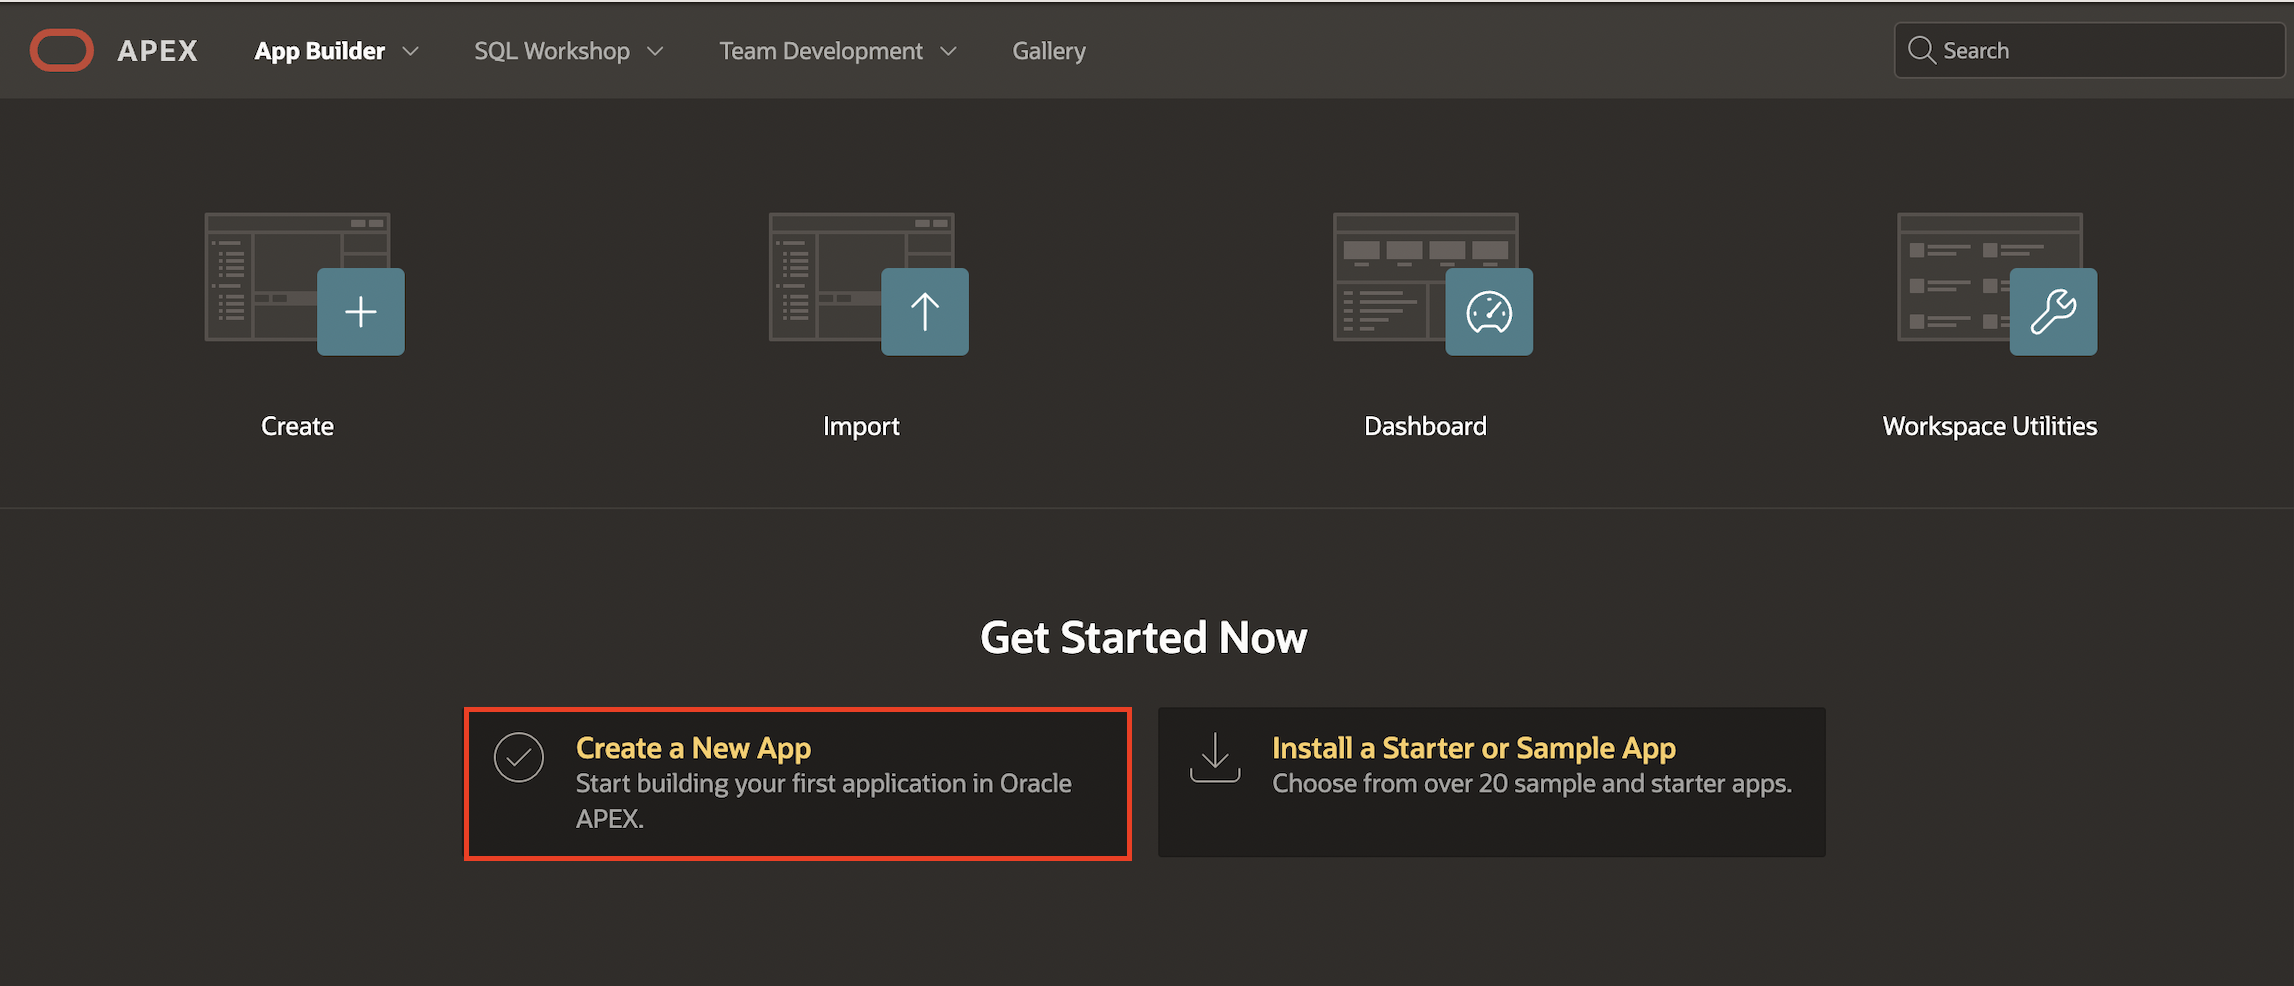 APEX App Builder SQL Workshop Team Development Gallery Search
Create Import Dashboard Workspace Utilities
Get Started Now
Create a New App
Start building your first application in Oracle
APEX.
Install a Starter or Sample App
Choose from over 20 sample and starter apps.